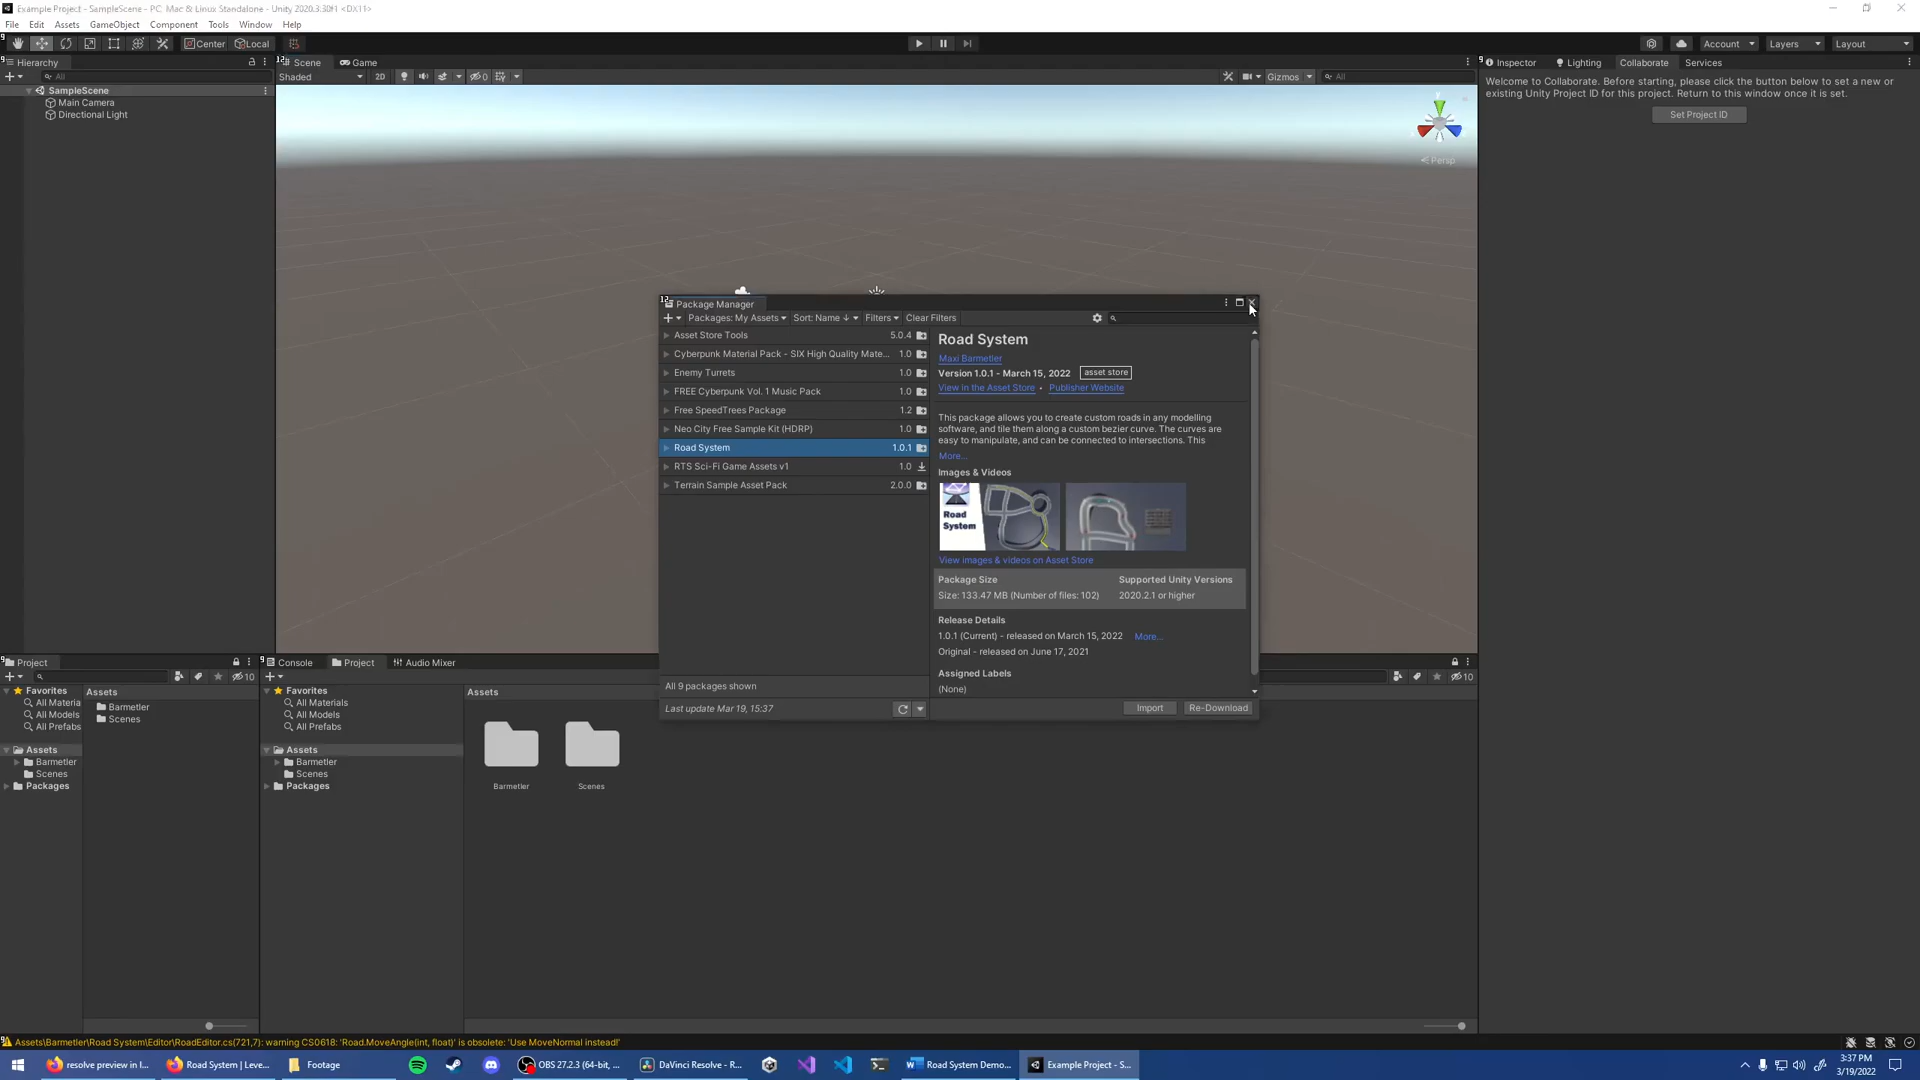 Example Project - SampleScene - PC, Mac & Linux Standalone - Unity 2020.3.30f1 <DX11>
File Edit Assets GameObject Component Tools Window Help
Center Local
Account Layers Layout
Hierarchy
All
SampleScene
Main Camera
Directional Light
Scene Game
Shaded 2D 0 Gizmos All
Persp
Inspector Lighting Collaborate Services
Welcome to Collaborate. Before starting, please click the button below to set a new or
existing Unity Project ID for this project. Return to this window once it is set.
Set Project ID
Package Manager
Packages: My Assets Sort: Name ↓ Filters Clear Filters
Asset Store Tools 5.0.4
Cyberpunk Material Pack - SIX High Quality Mate... 1.0
Enemy Turrets 1.0
FREE Cyberpunk Vol. 1 Music Pack 1.0
Free SpeedTrees Package 1.2
Neo City Free Sample Kit (HDRP) 1.0
Road System 1.0.1
RTS Sci-Fi Game Assets v1 1.0
Terrain Sample Asset Pack 2.0.0
All 9 packages shown
Last update Mar 19, 15:37
Road System
Maxi Barmetler
Version 1.0.1 - March 15, 2022 asset store
View in the Asset Store • Publisher Website
This package allows you to create custom roads in any modelling
software, and tile them along a custom bezier curve. The curves are
easy to manipulate, and can be connected to intersections. This
More...
Images & Videos
Road
System
View images & videos on Asset Store
Package Size Supported Unity Versions
Size: 133.47 MB (Number of files: 102) 2020.2.1 or higher
Release Details
1.0.1 (Current) - released on March 15, 2022 More...
Original - released on June 17, 2021
Assigned Labels
(None)
Import Re-Download
Project
10
Favorites
All Materia
All Models
All Prefabs
Assets
Barmetler
Scenes
Packages
Assets
Barmetler
Scenes
Console Project Audio Mixer
10
Favorites
All Materials
All Models
All Prefabs
Assets
Barmetler
Scenes
Packages
Assets
Barmetler
Scenes
Assets\Barmetler\Road System\Editor\RoadEditor.cs(721,7): warning CS0618: 'Road.MoveAngle(int, float)' is obsolete: 'Use MoveNormal instead!'
resolve preview in l...
Road System | Leve...
Footage
OBS 27.2.3 (64-bit, ...
DaVinci Resolve - R...
Road System Demo...
Example Project - S...
3:37 PM
3/19/2022